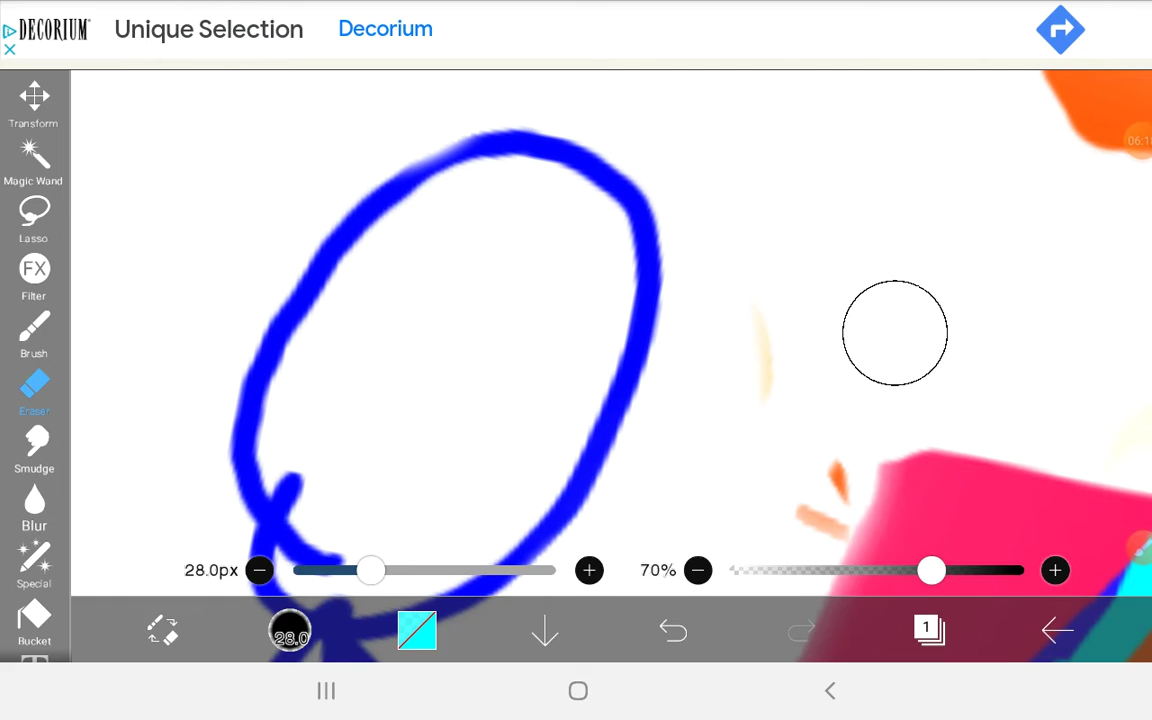 DECORIUM Unique Selection Decorium
Transform
Magic Wand
Lasso
FX
Filter
Brush
Eraser
Smudge
Blur
Special
Bucket
28.0px 70%
28.0 1